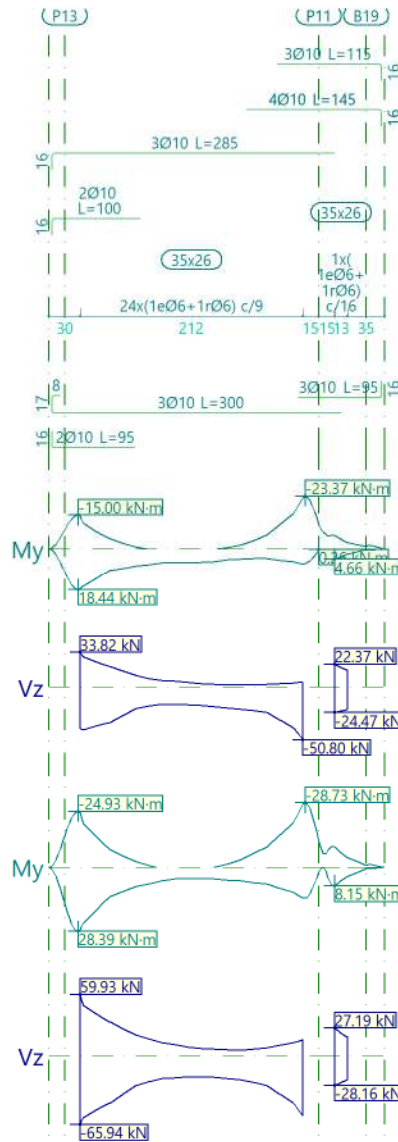 P13 P11 B19
3Ø10 L=115
16
4Ø10 L=145
16
3Ø10 L=285
16
2Ø10
L=100
16
35x26
35x26
1x(
1eØ6+
1rØ6)
c/16
24x(1eØ6+1rØ6) c/9
30 212 15 15 13 35
8
17
3Ø10 L=95
16
3Ø10 L=300
16
2Ø10 L=95
-15.00 kN·m
-23.37 kN·m
My
4.66 kN·m
18.44 kN·m
33.82 kN
22.37 kN
Vz
-24.47 kN
-50.80 kN
-24.93 kN·m
-28.73 kN·m
My
8.15 kN·m
28.39 kN·m
59.93 kN
27.19 kN
Vz
-28.16 kN
-65.94 kN